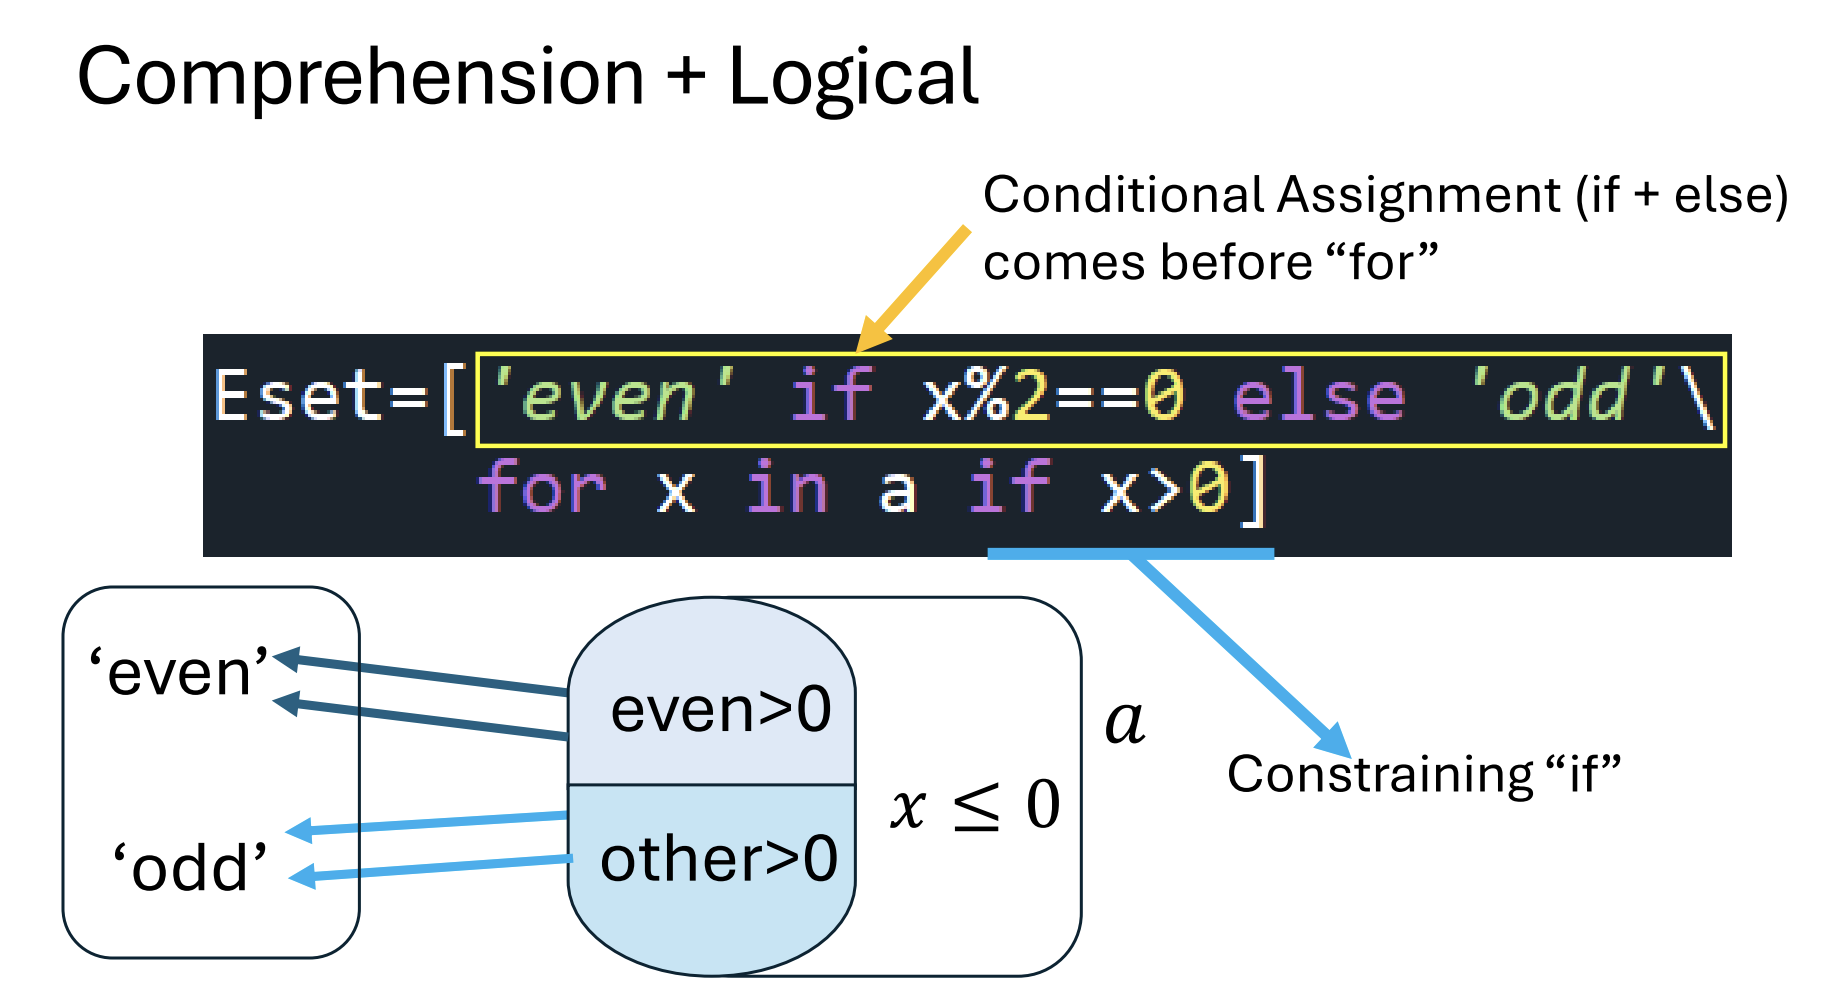 Comprehension + Logical
Conditional Assignment (if + else)
comes before “for”
Eset=['even' if x%2==0 else 'odd'\
for x in a if x>0]
‘even’
even>0
a
x ≤ 0
Constraining “if”
‘odd’
other>0